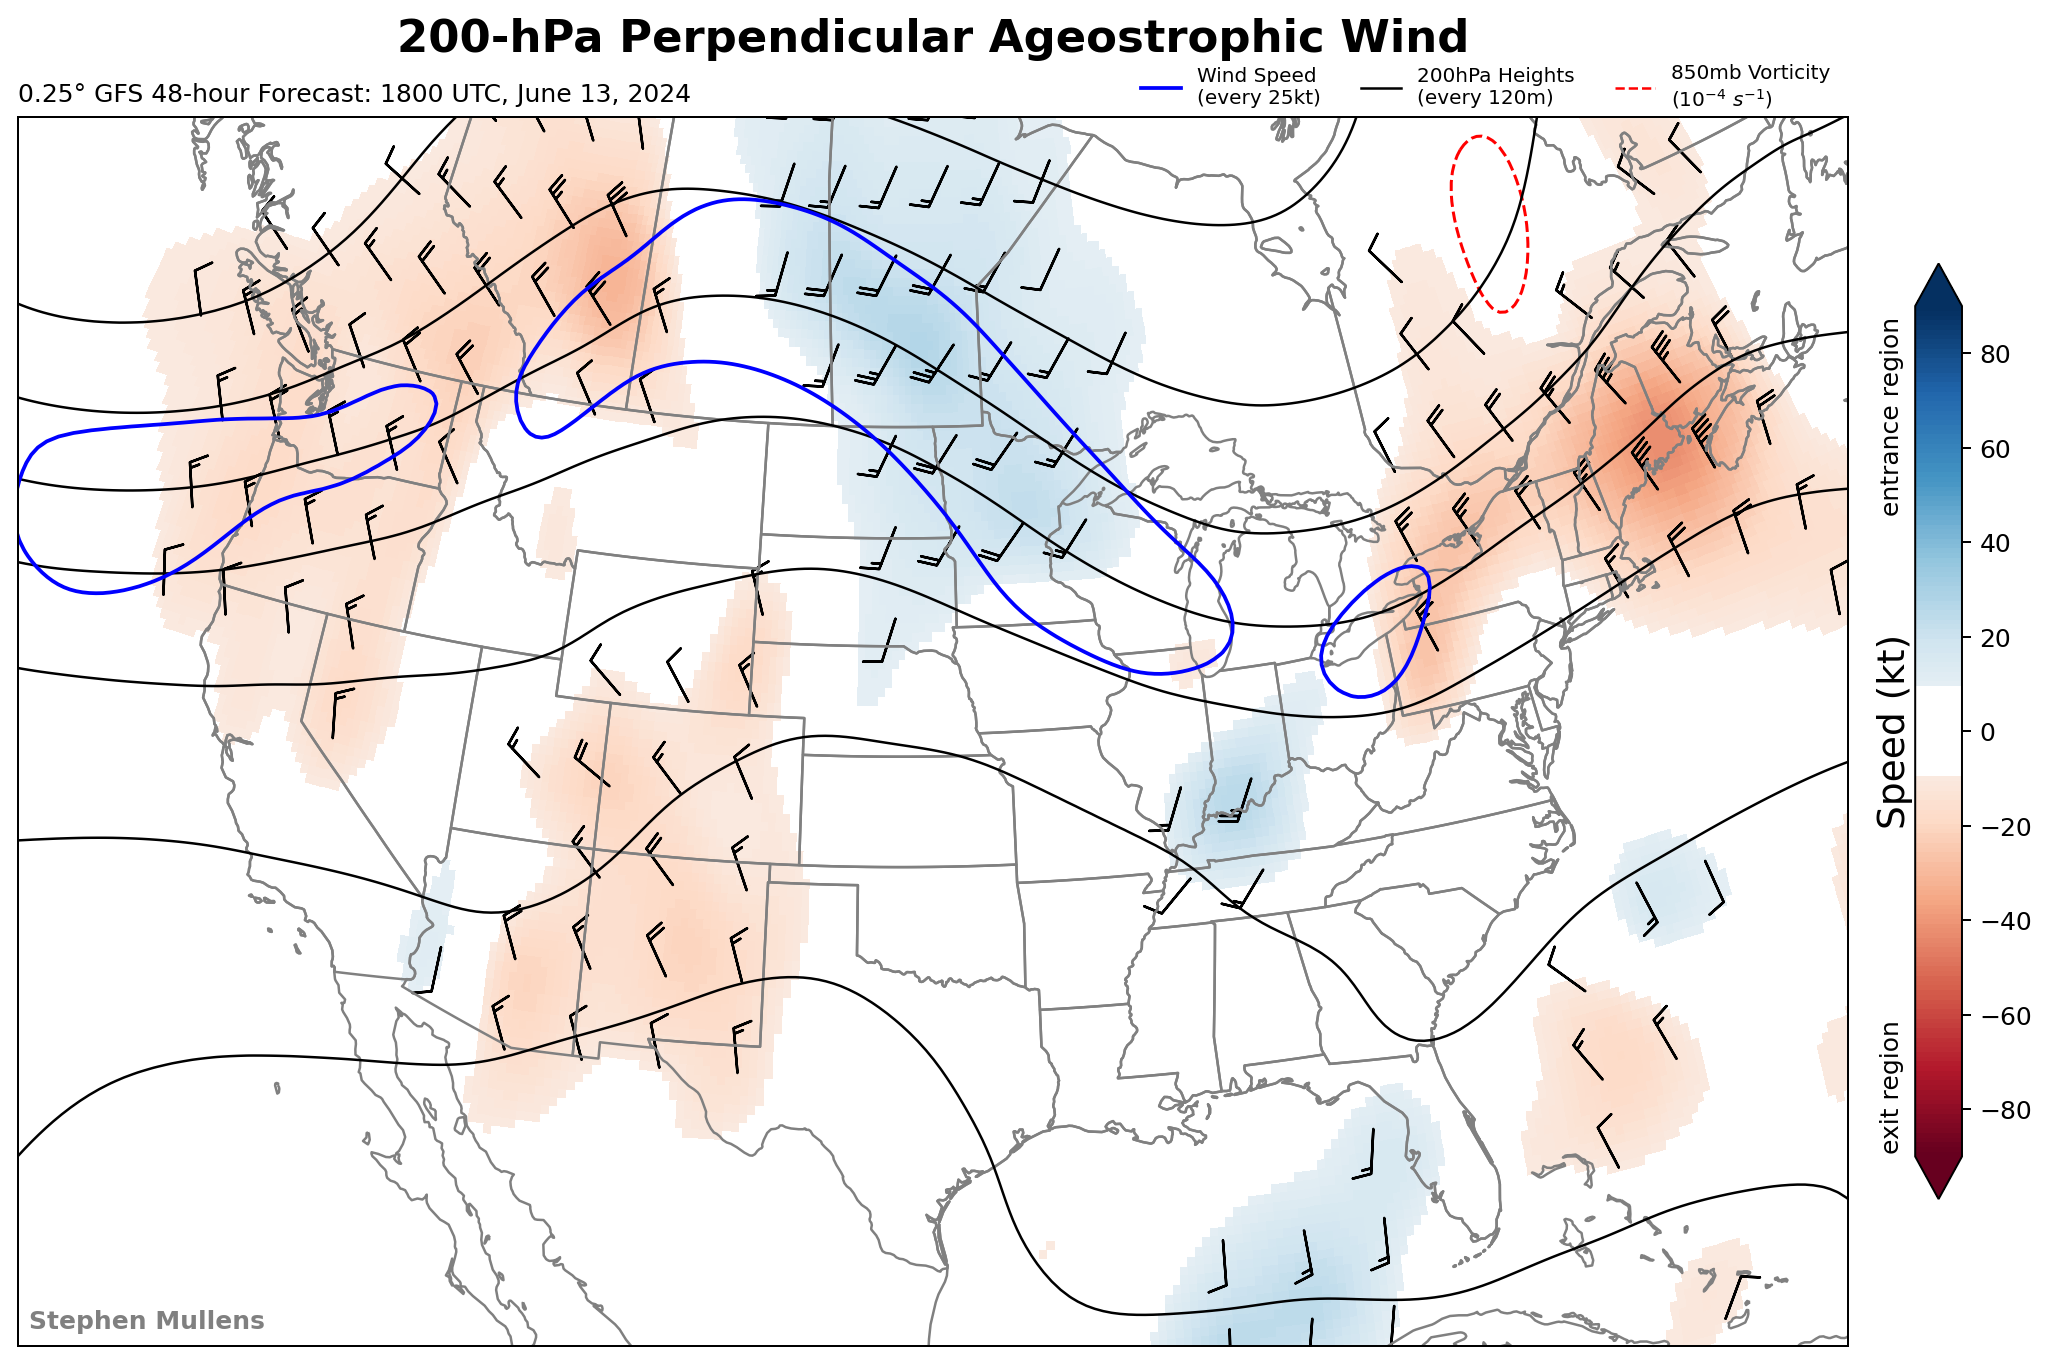 200-hPa Perpendicular Ageostrophic Wind
0.25° GFS 48-hour Forecast: 1800 UTC, June 13, 2024
Wind Speed
(every 25kt)
200hPa Heights
(every 120m)
850mb Vorticity
(10⁻⁴ s⁻¹)
entrance region
Speed (kt)
exit region
80
60
40
20
0
−20
−40
−60
−80
Stephen Mullens